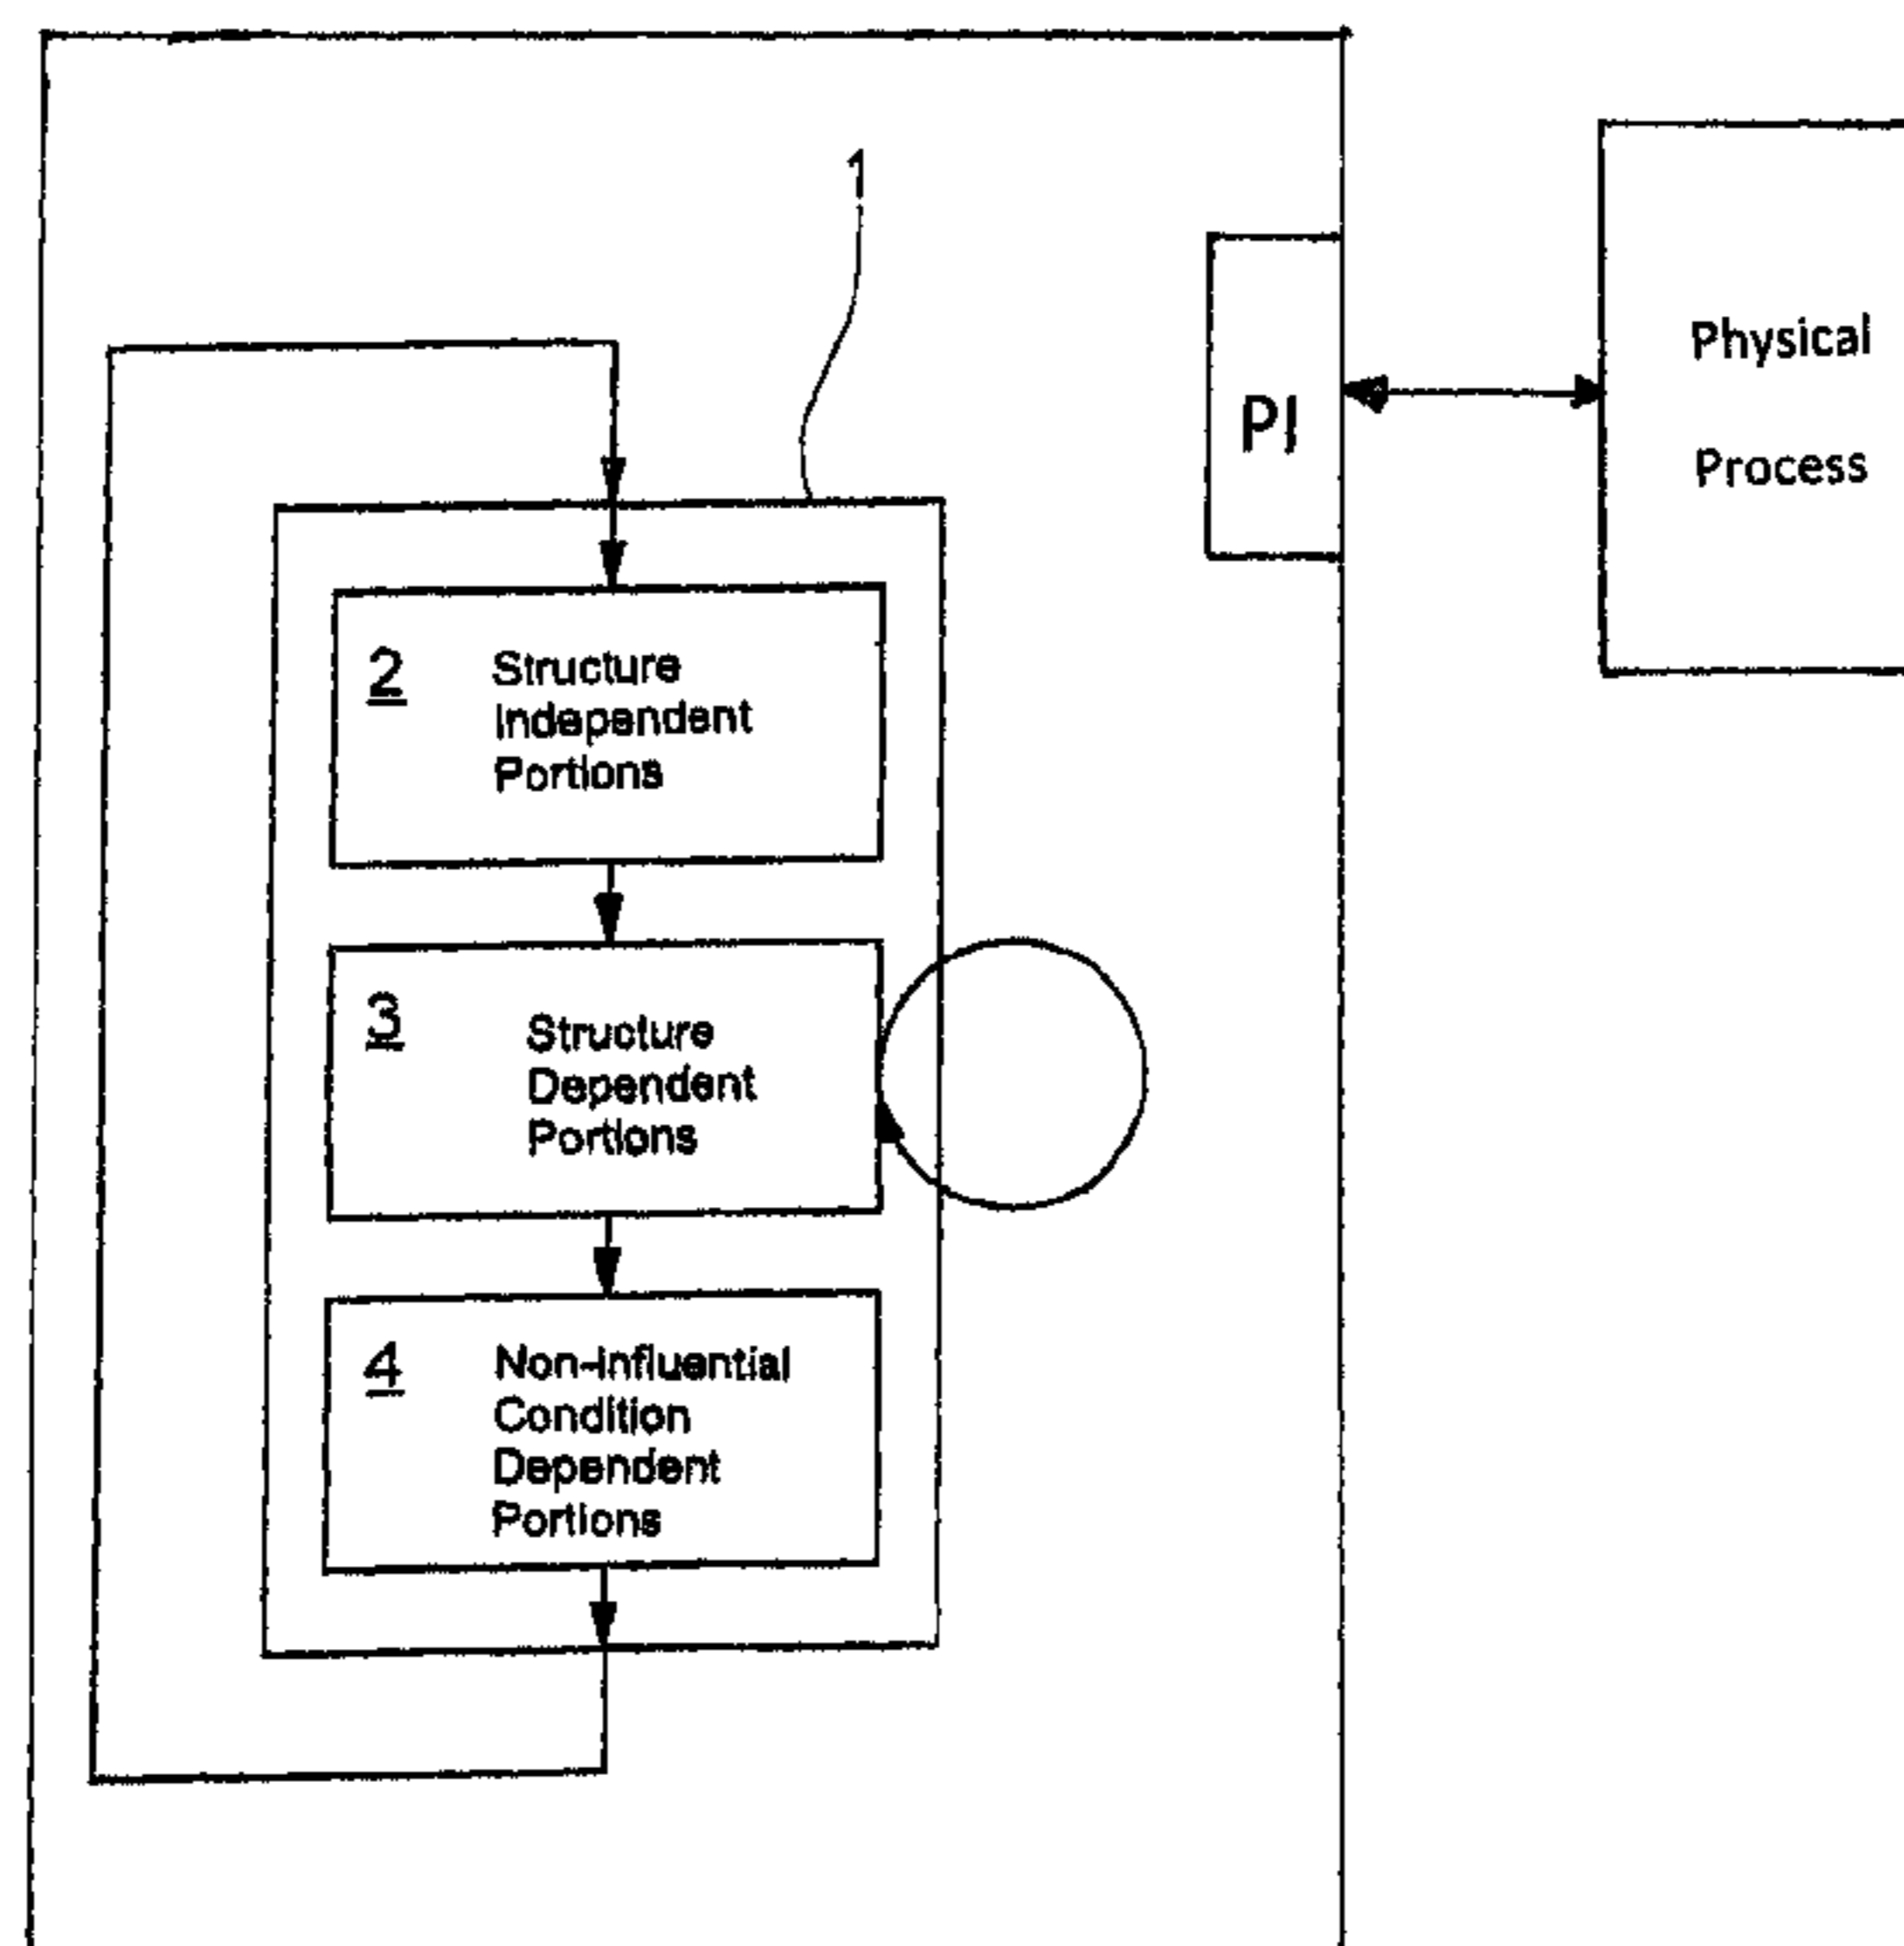 1
PI
Physical
Process
2
Structure
Independent
Portions
3
Structure
Dependent
Portions
4
Non-Influential
Condition
Dependent
Portions